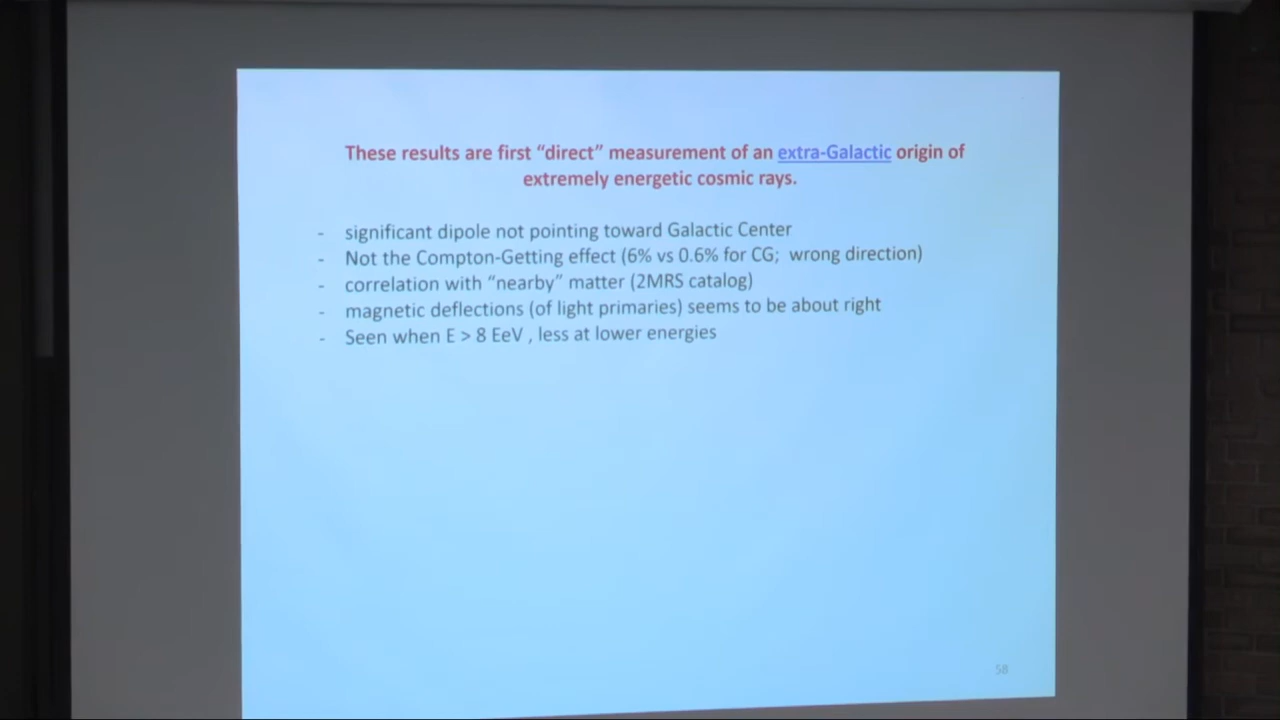 These results are first “direct” measurement of an extra-Galactic origin of
extremely energetic cosmic rays.
- significant dipole not pointing toward Galactic Center
- Not the Compton-Getting effect (6% vs 0.6% for CG; wrong direction)
- correlation with “nearby” matter (2MRS catalog)
- magnetic deflections (of light primaries) seems to be about right
- Seen when E > 8 EeV , less at lower energies
58